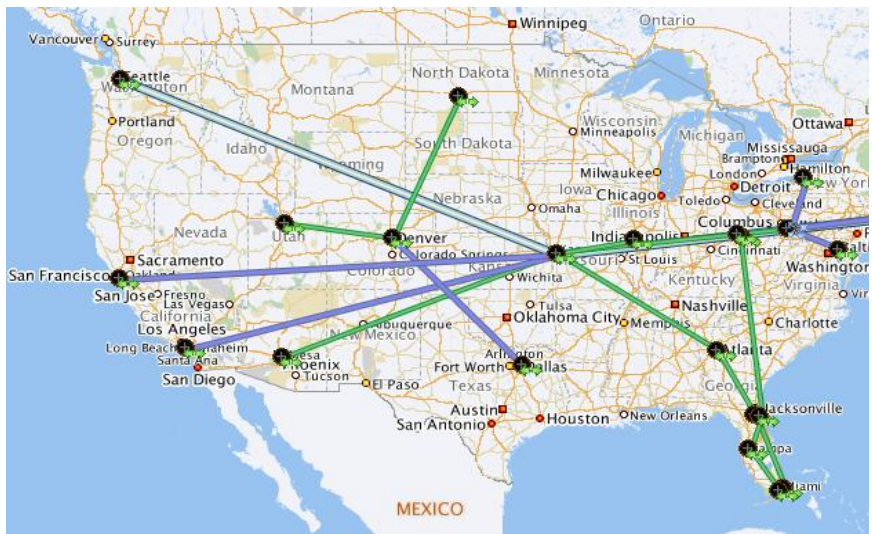 Winnipeg
Ontario
Vancouver
Surrey
Seattle
Washington
North Dakota
Minnesota
Montana
Portland
Oregon
Ottawa
Wisconsin
Minneapolis
Michigan
Mississauga
Brampton
Hamilton
London
Idaho
South Dakota
Milwaukee
Detroit
Chicago
Toledo
Cleveland
Iowa
Nebraska
Omaha
Illinois
Columbus
Nevada
Utah
Denver
Indianapolis
Sacramento
Colorado Springs
Colorado
St Louis
Cincinnati
Washington
San Francisco
Oakland
Wichita
Kentucky
Virginia
San Jose
Fresno
Las Vegas
California
Tulsa
Nashville
Los Angeles
Albuquerque
Oklahoma City
Memphis
Charlotte
New Mexico
Long Beach
Santa Ana
Phoenix
Arlington
Atlanta
San Diego
Tucson
El Paso
Fort Worth
Dallas
Texas
Georgia
Austin
Jacksonville
San Antonio
Houston
New Orleans
Tampa
Miami
MEXICO